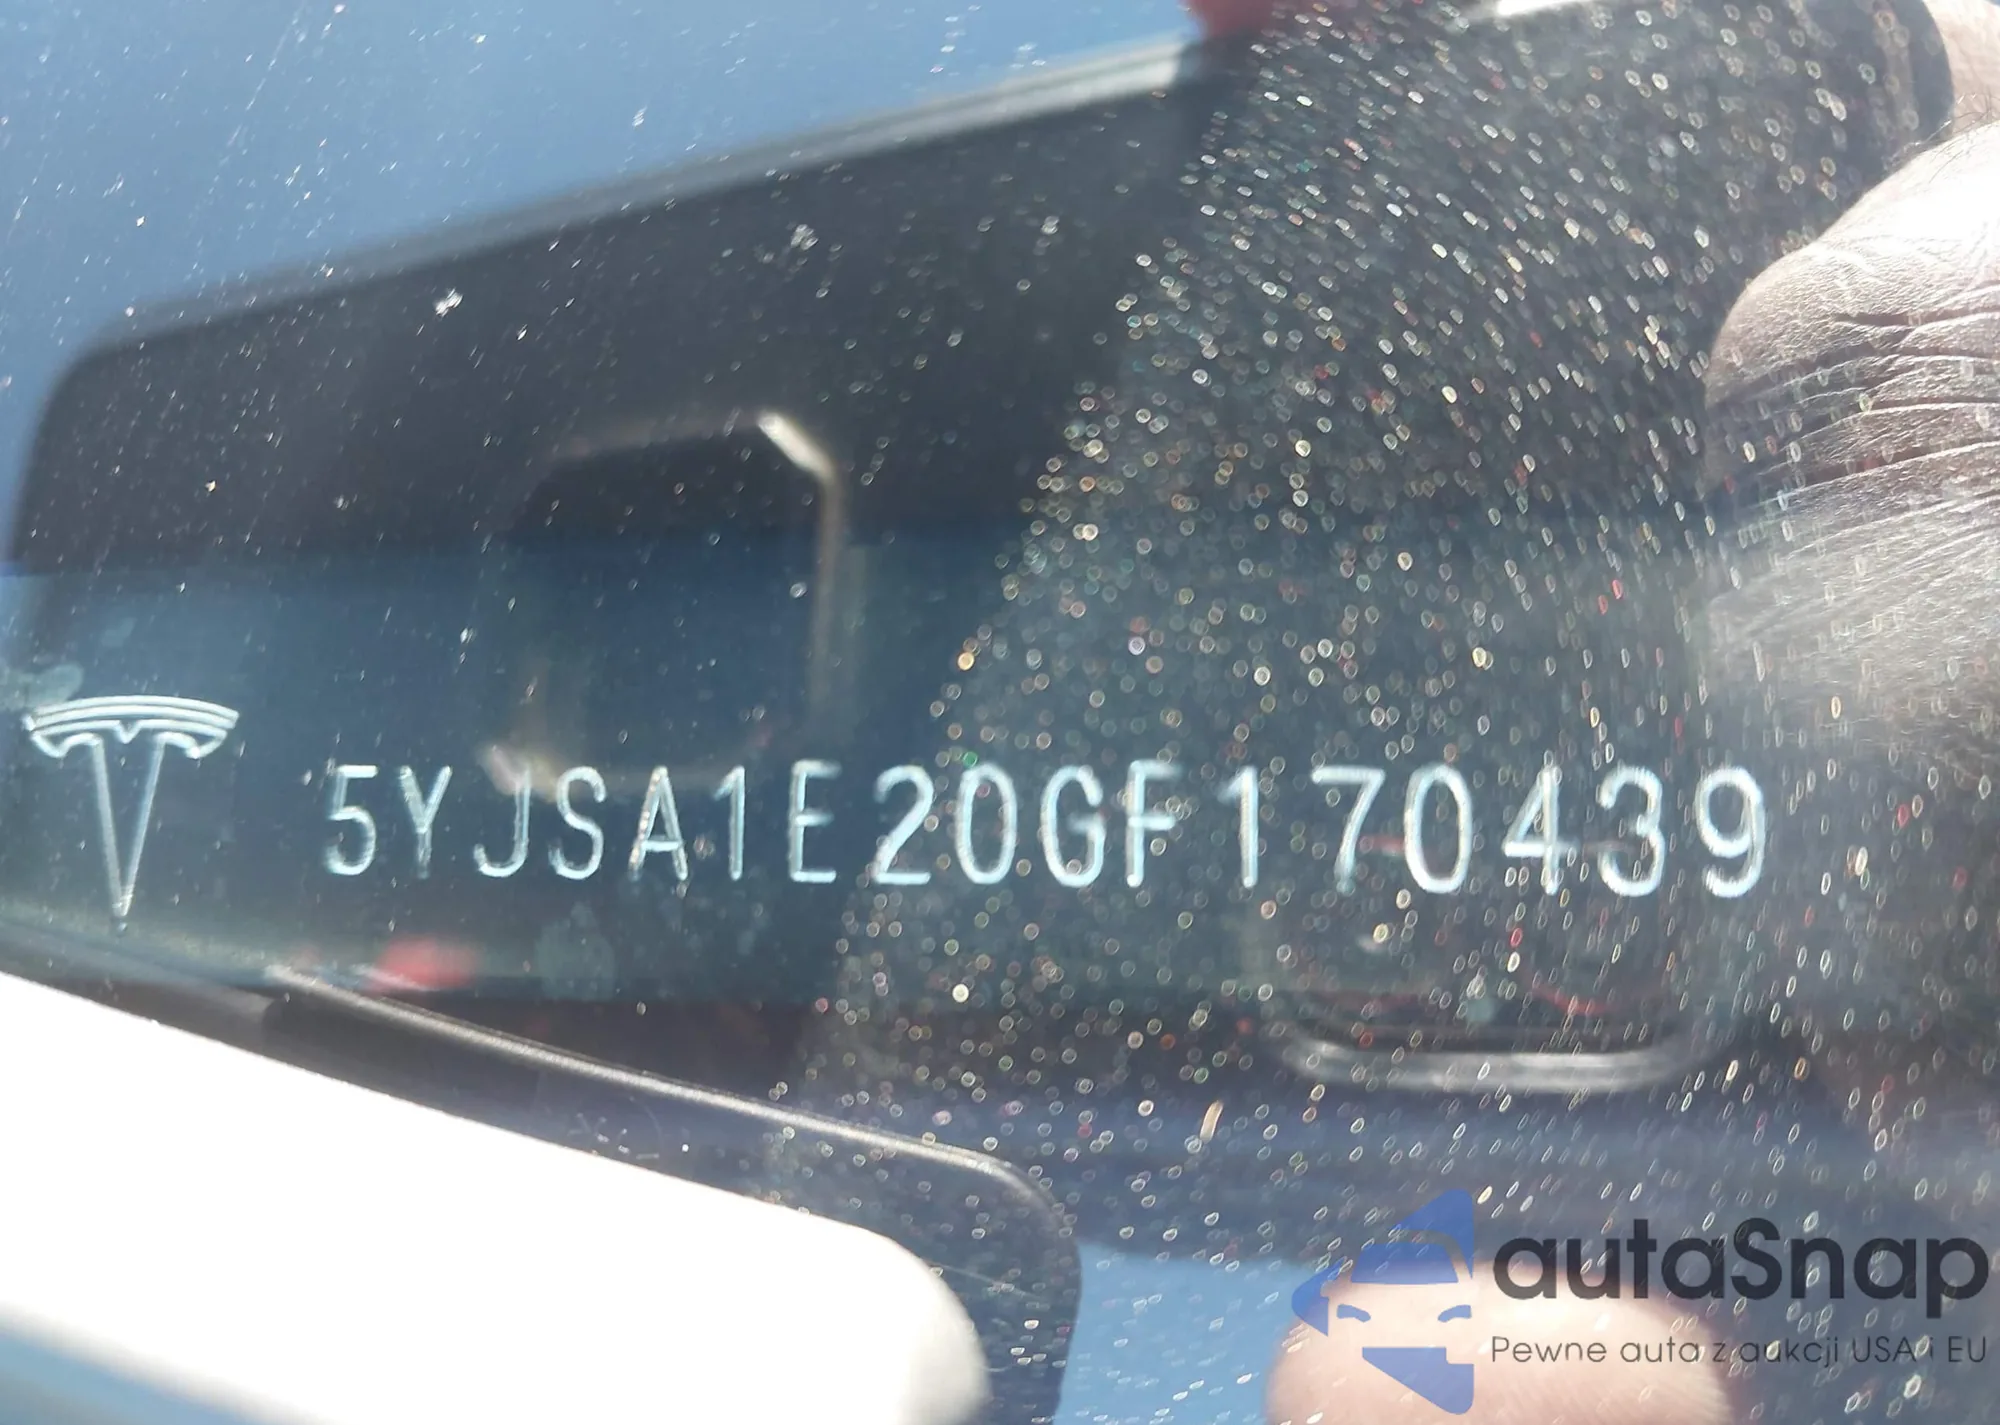 5YJSA1E20GF170439
autaSnap
Pewne auta z aukcji USA i EU